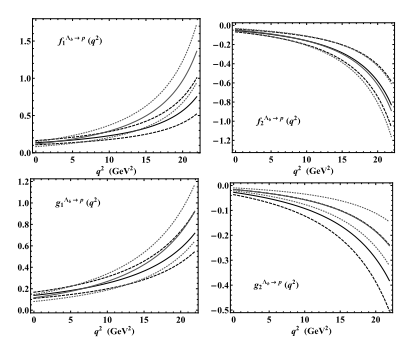 f₁^{Λ_b→p}(q²)
1.5
1.0
0.5
0.0
0 5 10 15 20
q² (GeV²)
f₂^{Λ_b→p}(q²)
0.0
−0.2
−0.4
−0.6
−0.8
−1.0
−1.2
0 5 10 15 20
q² (GeV²)
g₁^{Λ_b→p}(q²)
1.2
1.0
0.8
0.6
0.4
0.2
0.0
0 5 10 15 20
q² (GeV²)
g₂^{Λ_b→p}(q²)
0.0
−0.1
−0.2
−0.3
−0.4
−0.5
0 5 10 15 20
q² (GeV²)